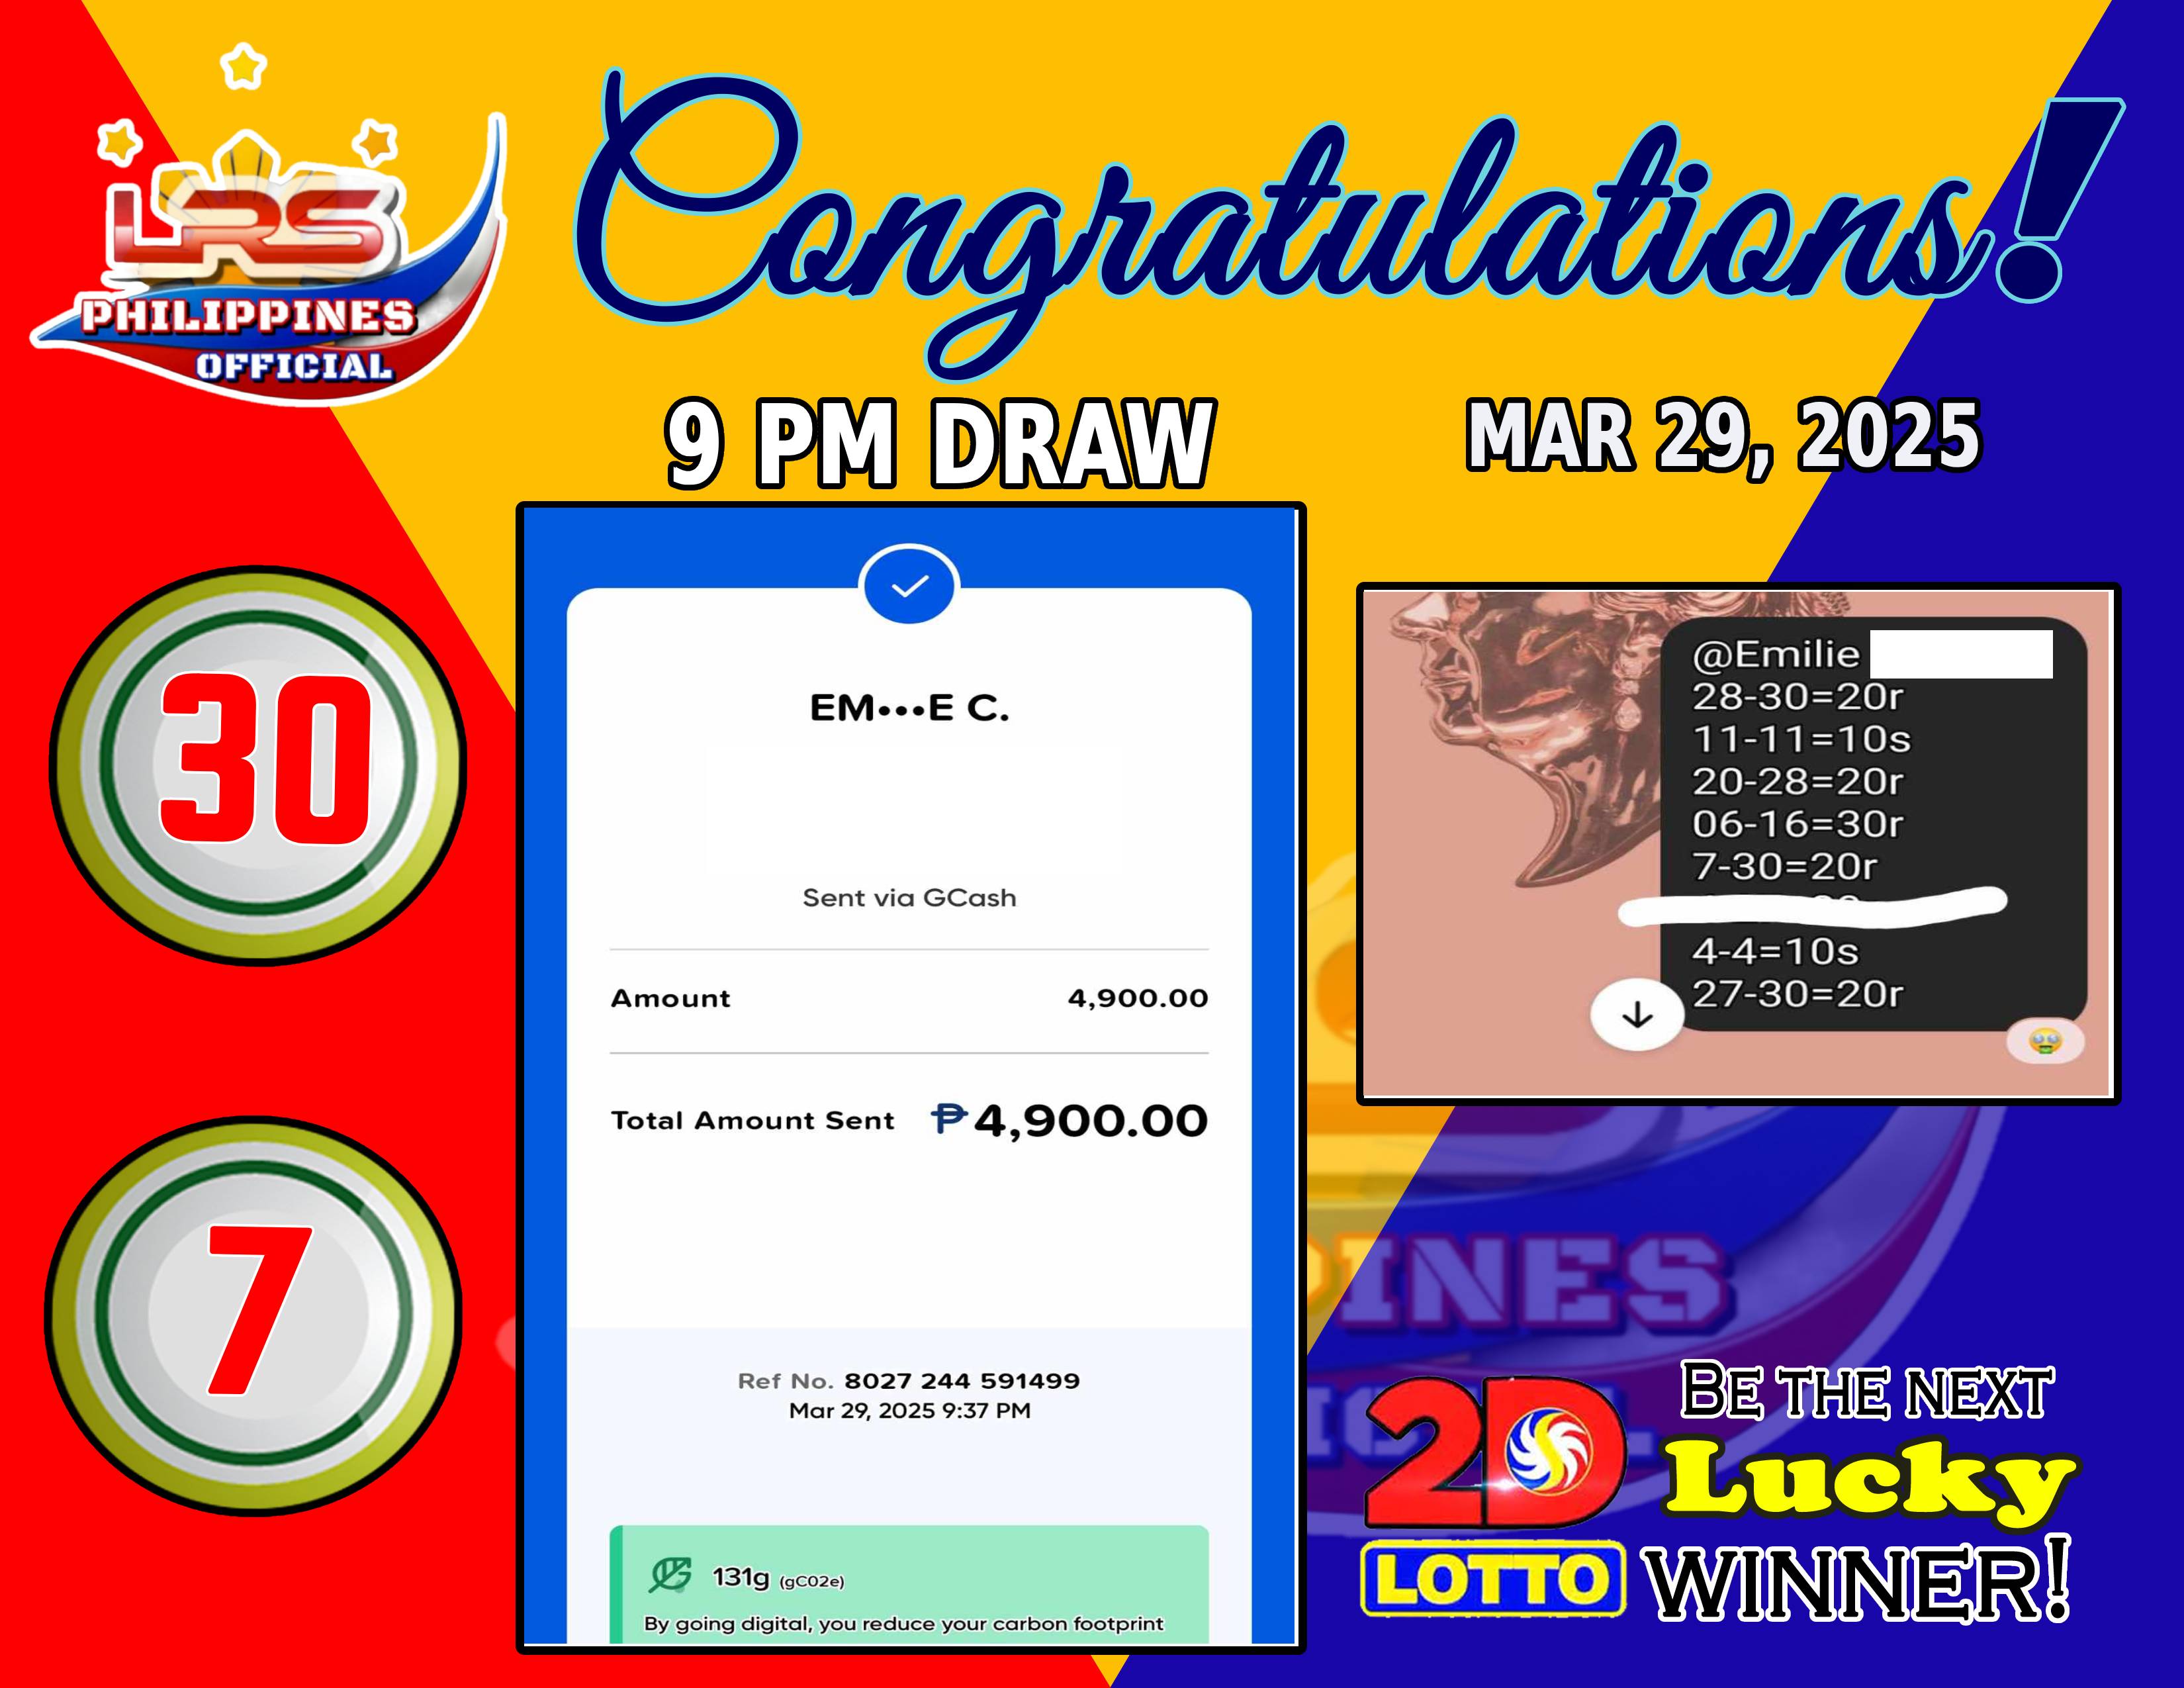 LRS
PHILIPPINES
OFFICIAL
Congratulations!
9 PM DRAW
MAR 29, 2025
30
7
EM•••E C.
Sent via GCash
Amount 4,900.00
Total Amount Sent ₱4,900.00
Ref No. 8027 244 591499
Mar 29, 2025 9:37 PM
131g (gCO2e)
By going digital, you reduce your carbon footprint
@Emilie
28-30=20r
11-11=10s
20-28=20r
06-16=30r
7-30=20r
4-4=10s
27-30=20r
PINES
2D
LOTTO
BE THE NEXT
Lucky
WINNER!